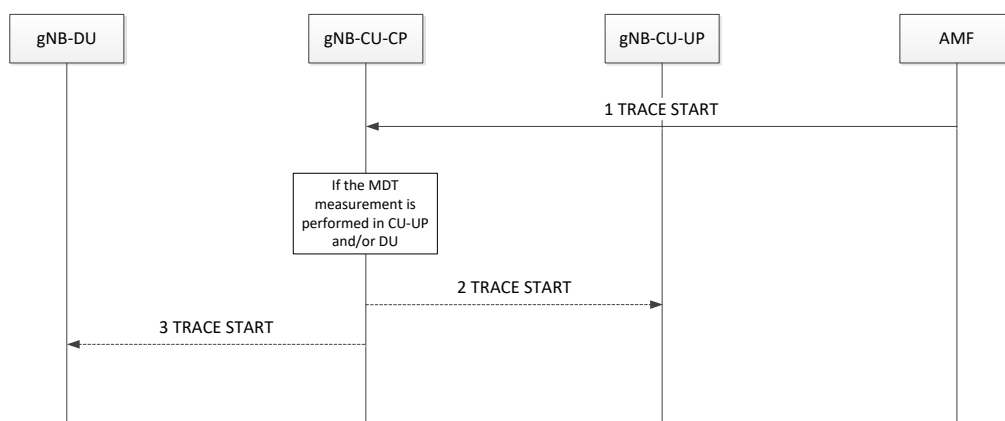 gNB-DU
gNB-CU-CP
gNB-CU-UP
AMF
1 TRACE START
If the MDT
measurement is
performed in CU-UP
and/or DU
2 TRACE START
3 TRACE START